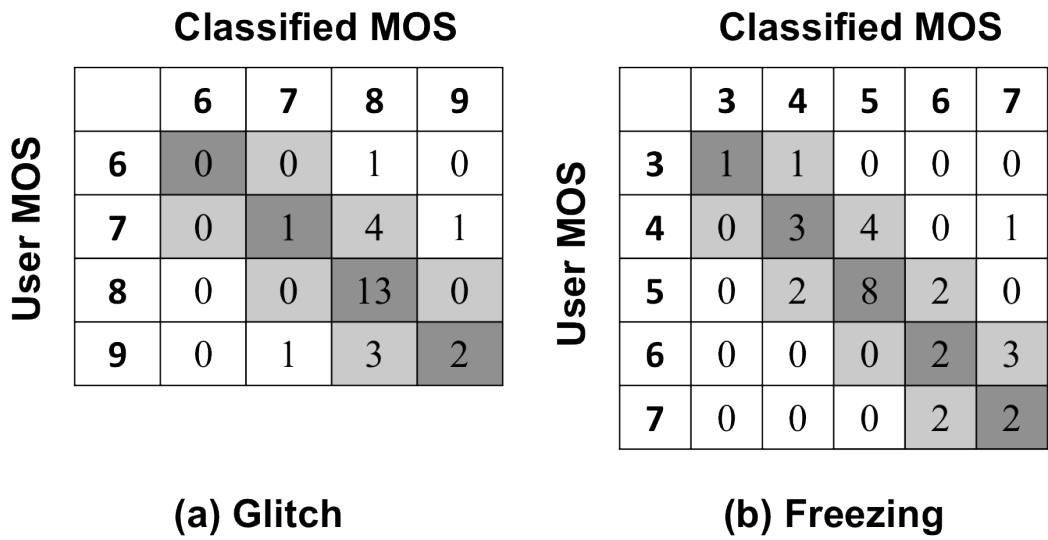 Classified MOS
User MOS
6 7 8 9
6 0 0 1 0
7 0 1 4 1
8 0 0 13 0
9 0 1 3 2
(a) Glitch
Classified MOS
User MOS
3 4 5 6 7
3 1 1 0 0 0
4 0 3 4 0 1
5 0 2 8 2 0
6 0 0 0 2 3
7 0 0 0 2 2
(b) Freezing